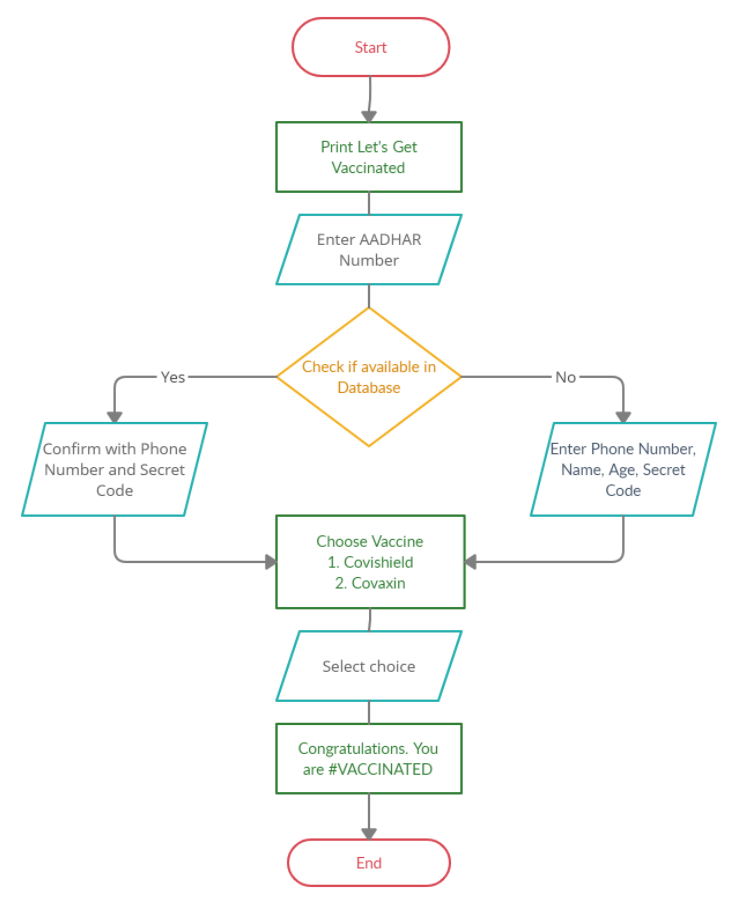 Start
Print Let's Get
Vaccinated
Enter AADHAR
Number
Check if available in
Database
Yes
No
Confirm with Phone
Number and Secret
Code
Enter Phone Number,
Name, Age, Secret
Code
Choose Vaccine
1. Covishield
2. Covaxin
Select choice
Congratulations. You
are #VACCINATED
End